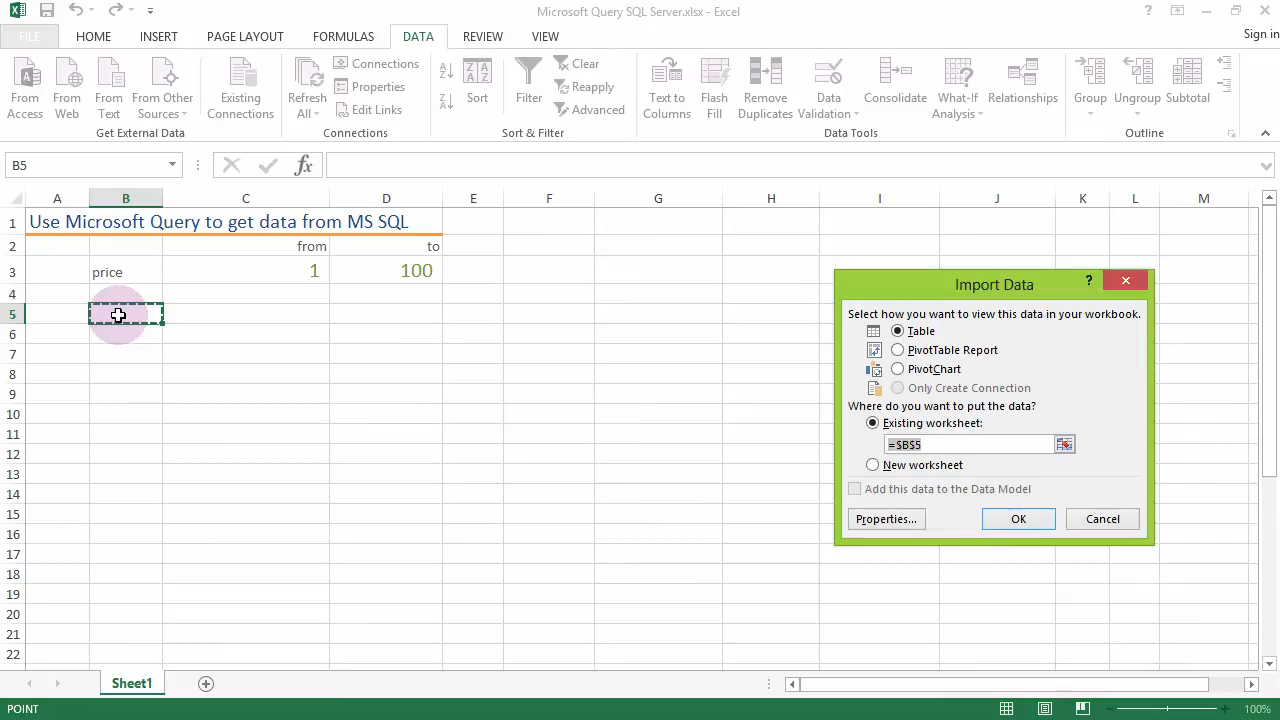 Microsoft Query SQL Server.xlsx - Excel
Sign in
FILE HOME INSERT PAGE LAYOUT FORMULAS DATA REVIEW VIEW
From Access
From Web
From Text
From Other Sources
Get External Data
Existing Connections
Refresh All
Connections
Properties
Edit Links
Connections
Sort
Filter
Clear
Reapply
Advanced
Sort & Filter
Text to Columns
Flash Fill
Remove Duplicates
Data Validation
Consolidate
What-If Analysis
Relationships
Data Tools
Group
Ungroup
Subtotal
Outline
B5
fx
A B C D E F G H I J K L M
1 Use Microsoft Query to get data from MS SQL
2 from to
3 price 1 100
4
5
6
7
8
9
10
11
12
13
14
15
16
17
18
19
20
21
22
Import Data
Select how you want to view this data in your workbook.
Table
PivotTable Report
PivotChart
Only Create Connection
Where do you want to put the data?
Existing worksheet:
=$B$5
New worksheet
Add this data to the Data Model
Properties... OK Cancel
Sheet1
POINT
100%